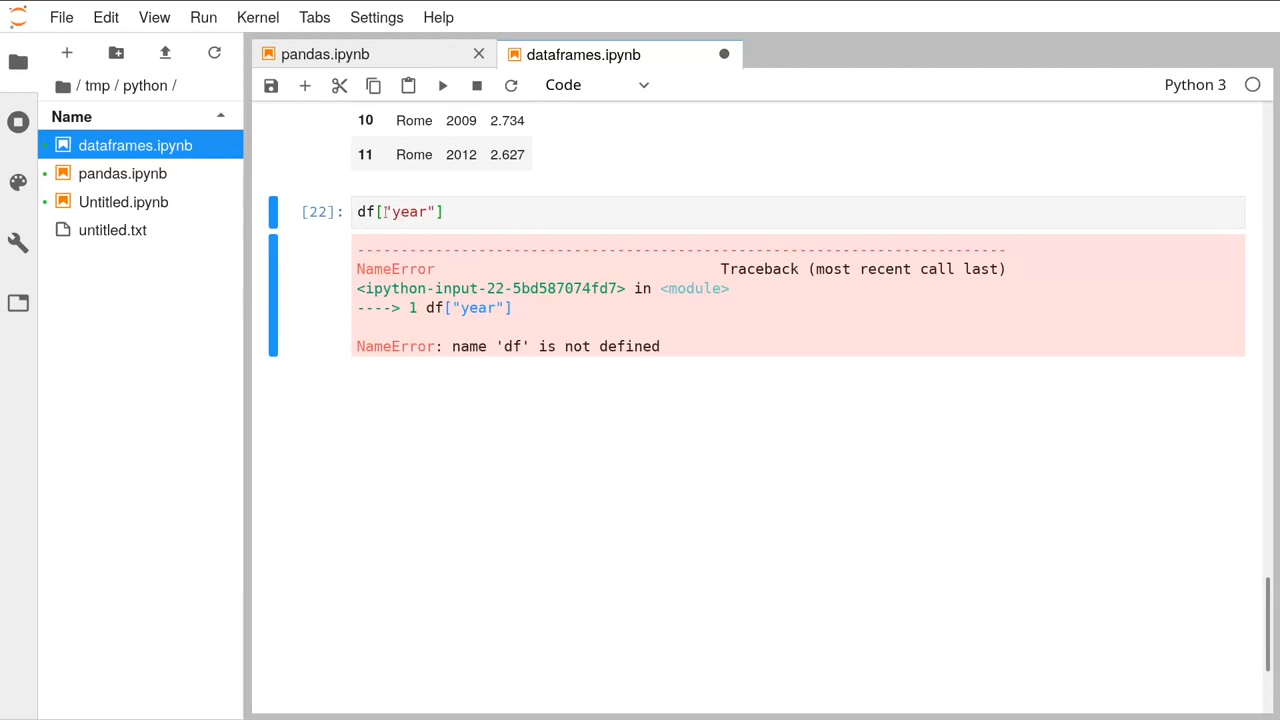 File Edit View Run Kernel Tabs Settings Help
pandas.ipynb
dataframes.ipynb
/ tmp / python /
Code
Python 3
Name
dataframes.ipynb
pandas.ipynb
Untitled.ipynb
untitled.txt
10 Rome 2009 2.734
11 Rome 2012 2.627
[22]: df["year"]
---------------------------------------------------------------------------
NameError Traceback (most recent call last)
<ipython-input-22-5bd587074fd7> in <module>
----> 1 df["year"]
NameError: name 'df' is not defined